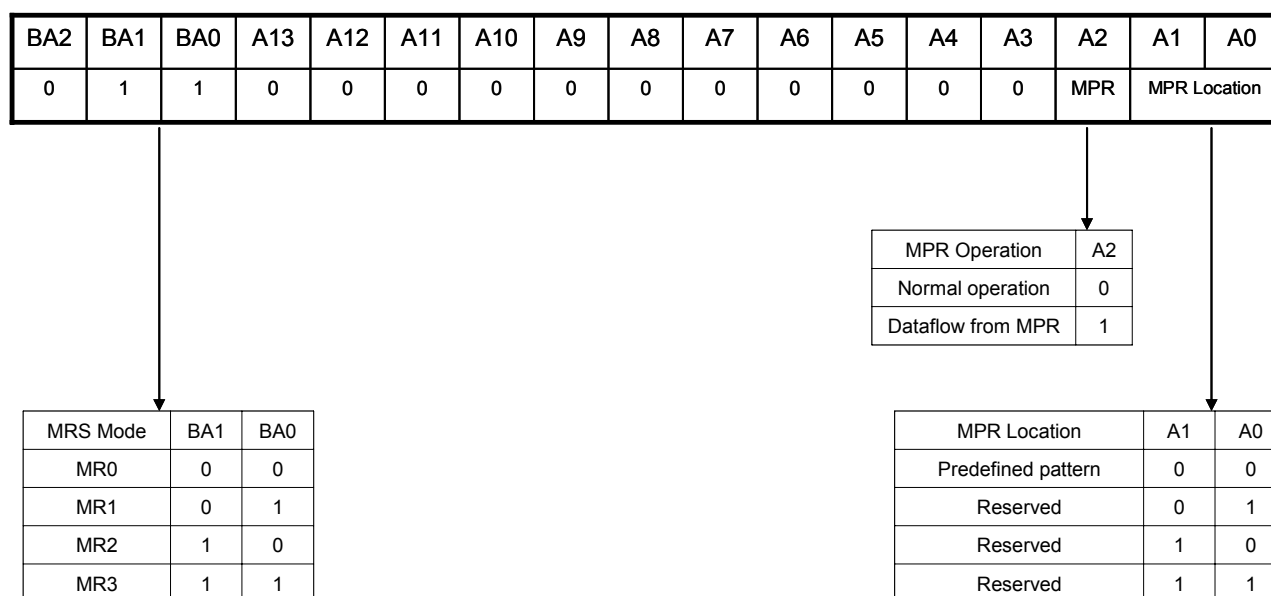 BA2 BA1 BA0 A13 A12 A11 A10 A9 A8 A7 A6 A5 A4 A3 A2 A1 A0
0 1 1 0 0 0 0 0 0 0 0 0 0 0 MPR MPR Location
MPR Operation A2
Normal operation 0
Dataflow from MPR 1
MRS Mode BA1 BA0
MR0 0 0
MR1 0 1
MR2 1 0
MR3 1 1
MPR Location A1 A0
Predefined pattern 0 0
Reserved 0 1
Reserved 1 0
Reserved 1 1